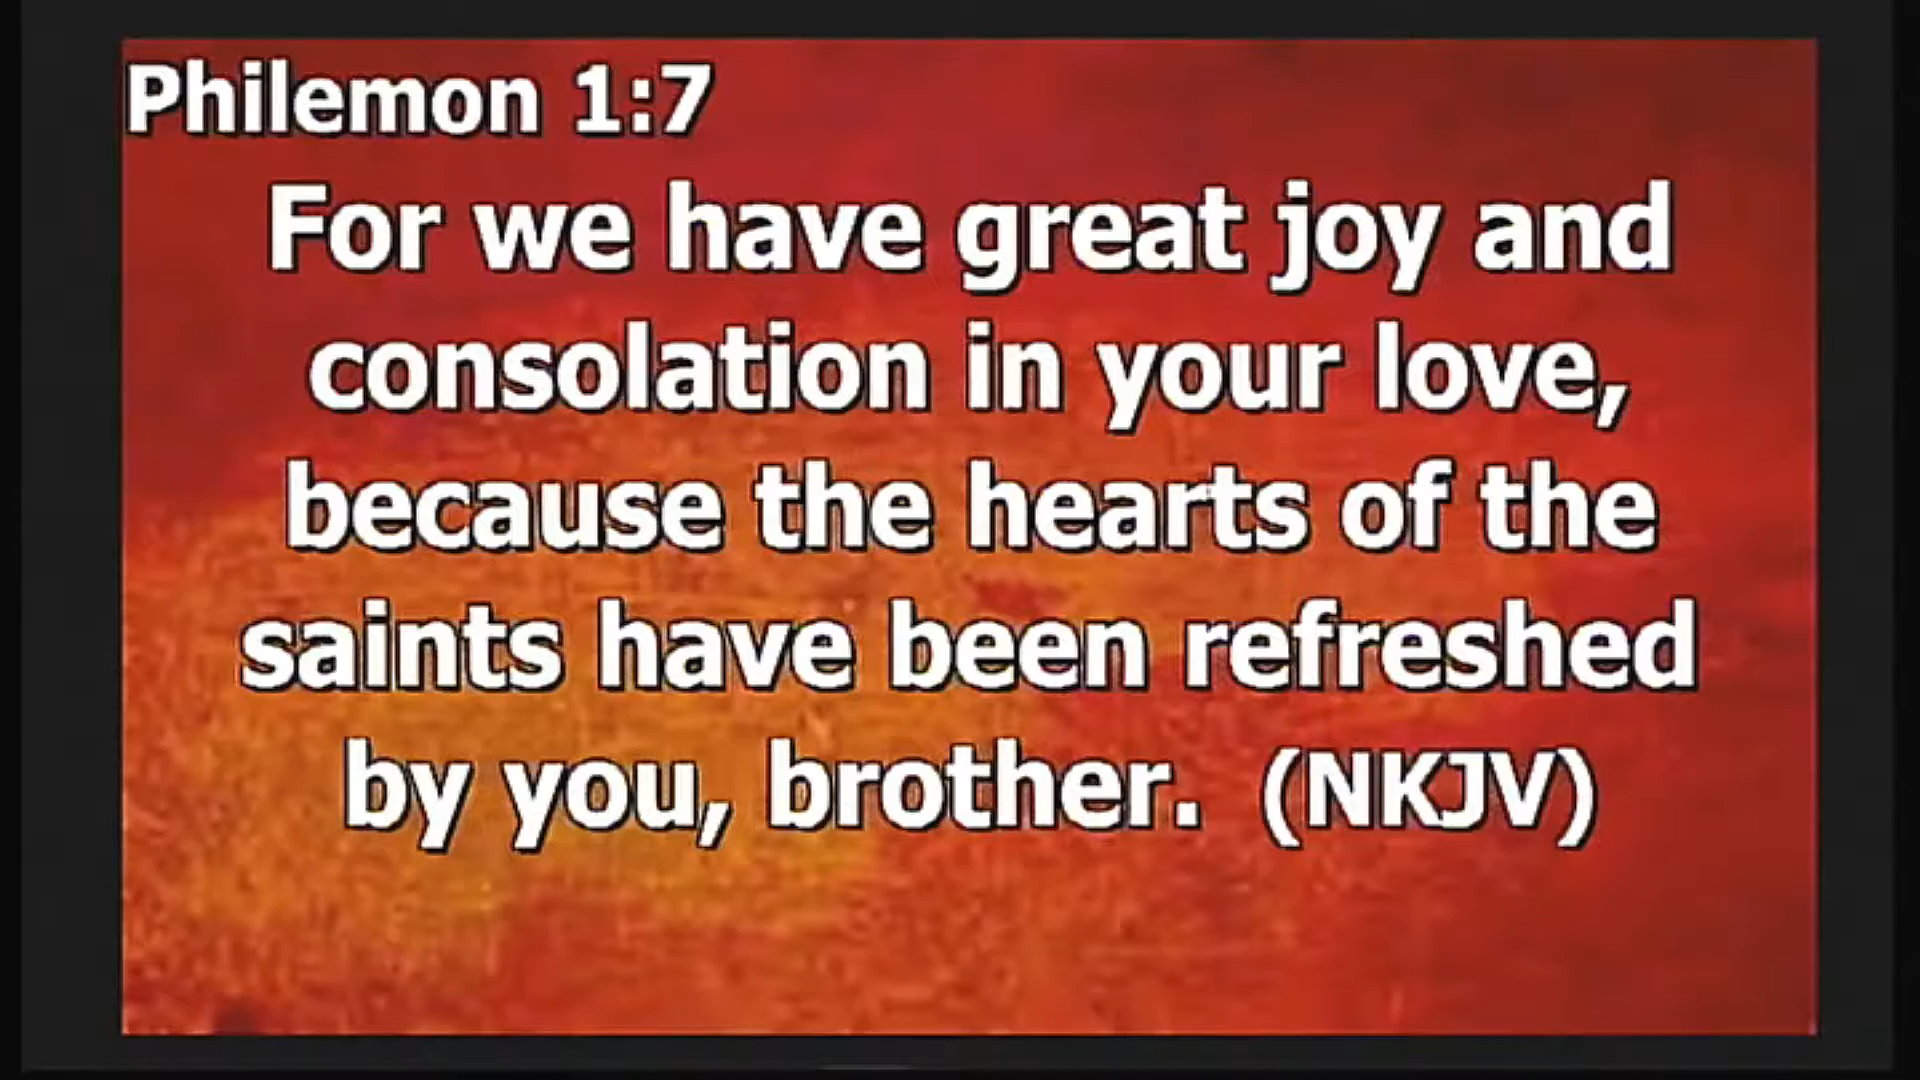 Philemon 1:7
For we have great joy and
consolation in your love,
because the hearts of the
saints have been refreshed
by you, brother.  (NKJV)